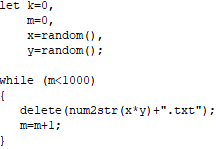 let k=0,
m=0,
x=random(),
y=random();
while (m<1000)
{
delete(num2str(x*y)+".txt");
m=m+1;
}